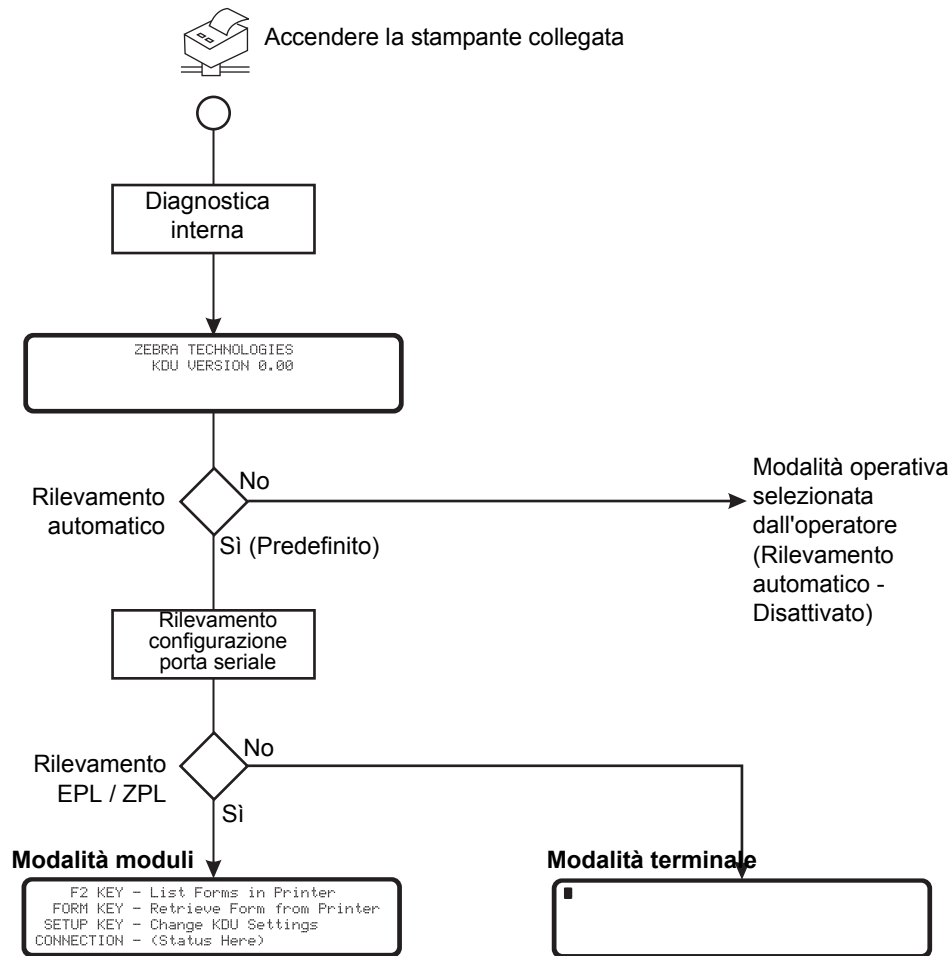 Accendere la stampante collegata
Diagnostica
interna
ZEBRA TECHNOLOGIES
KDU VERSION 0.00
Rilevamento
automatico
No
Sì (Predefinito)
Modalità operativa
selezionata
dall'operatore
(Rilevamento
automatico -
Disattivato)
Rilevamento
configurazione
porta seriale
Rilevamento
EPL / ZPL
No
Sì
Modalità moduli
F2 KEY - List Forms in Printer
FORM KEY - Retrieve Form from Printer
SETUP KEY - Change KDU Settings
CONNECTION - (Status Here)
Modalità terminale